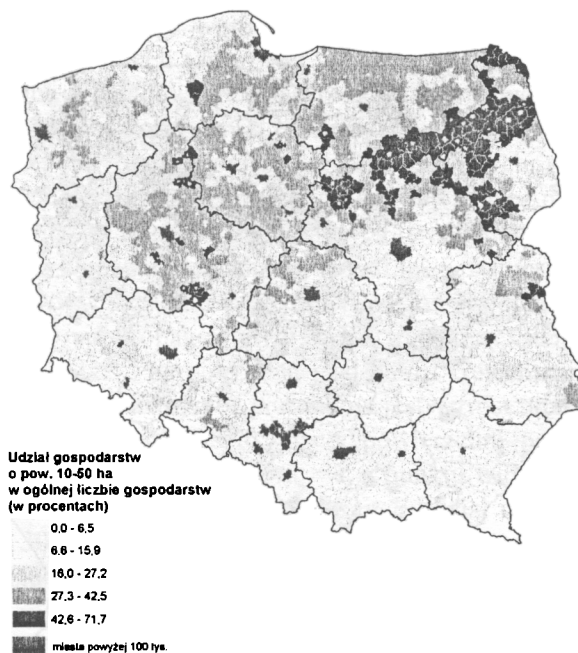 Udział gospodarstw
o pow. 10-50 ha
w ogólnej liczbie gospodarstw
(w procentach)
0,0 - 6,5
6,6 - 15,9
16,0 - 27,2
27,3 - 42,5
42,6 - 71,7
miasta powyżej 100 tys.